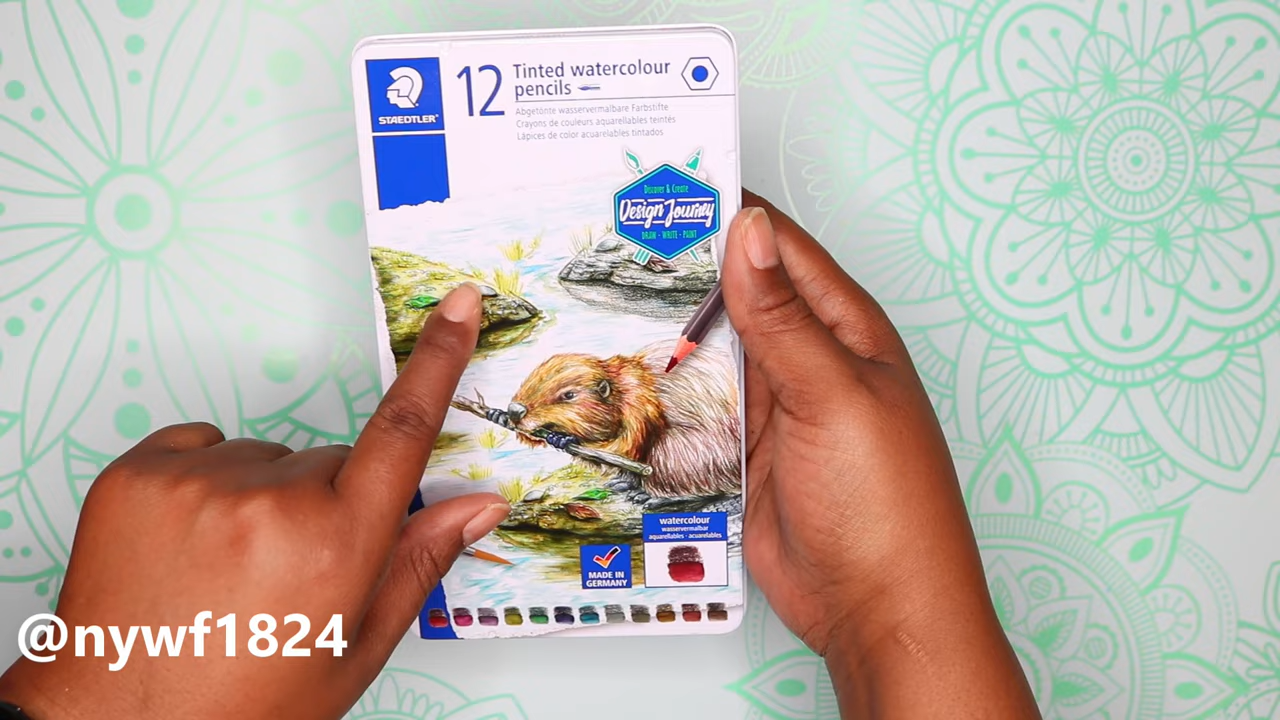 STAEDTLER
12
Tinted watercolour
pencils
Abgetönte wasservermalbare Farbstifte
Crayons de couleurs aquarellables teintés
Lápices de color acuarelables tintados
Discover & Create
Design Journey
DRAW · WRITE · PAINT
watercolour
wasservermalbar
aquarellables · acuarelables
MADE IN
GERMANY
@nywf1824